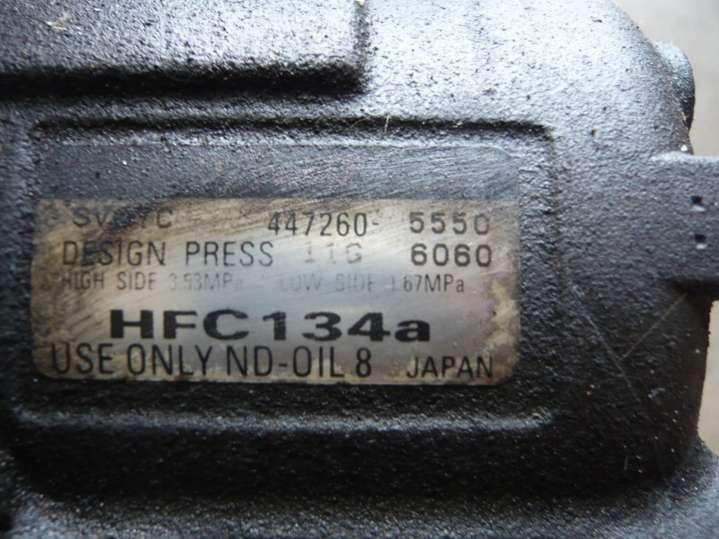 447260-5550
DESIGN PRESS 11G 6060
HIGH SIDE 3.53MPa LOW SIDE 1.67MPa
HFC134a
USE ONLY ND-OIL 8 JAPAN